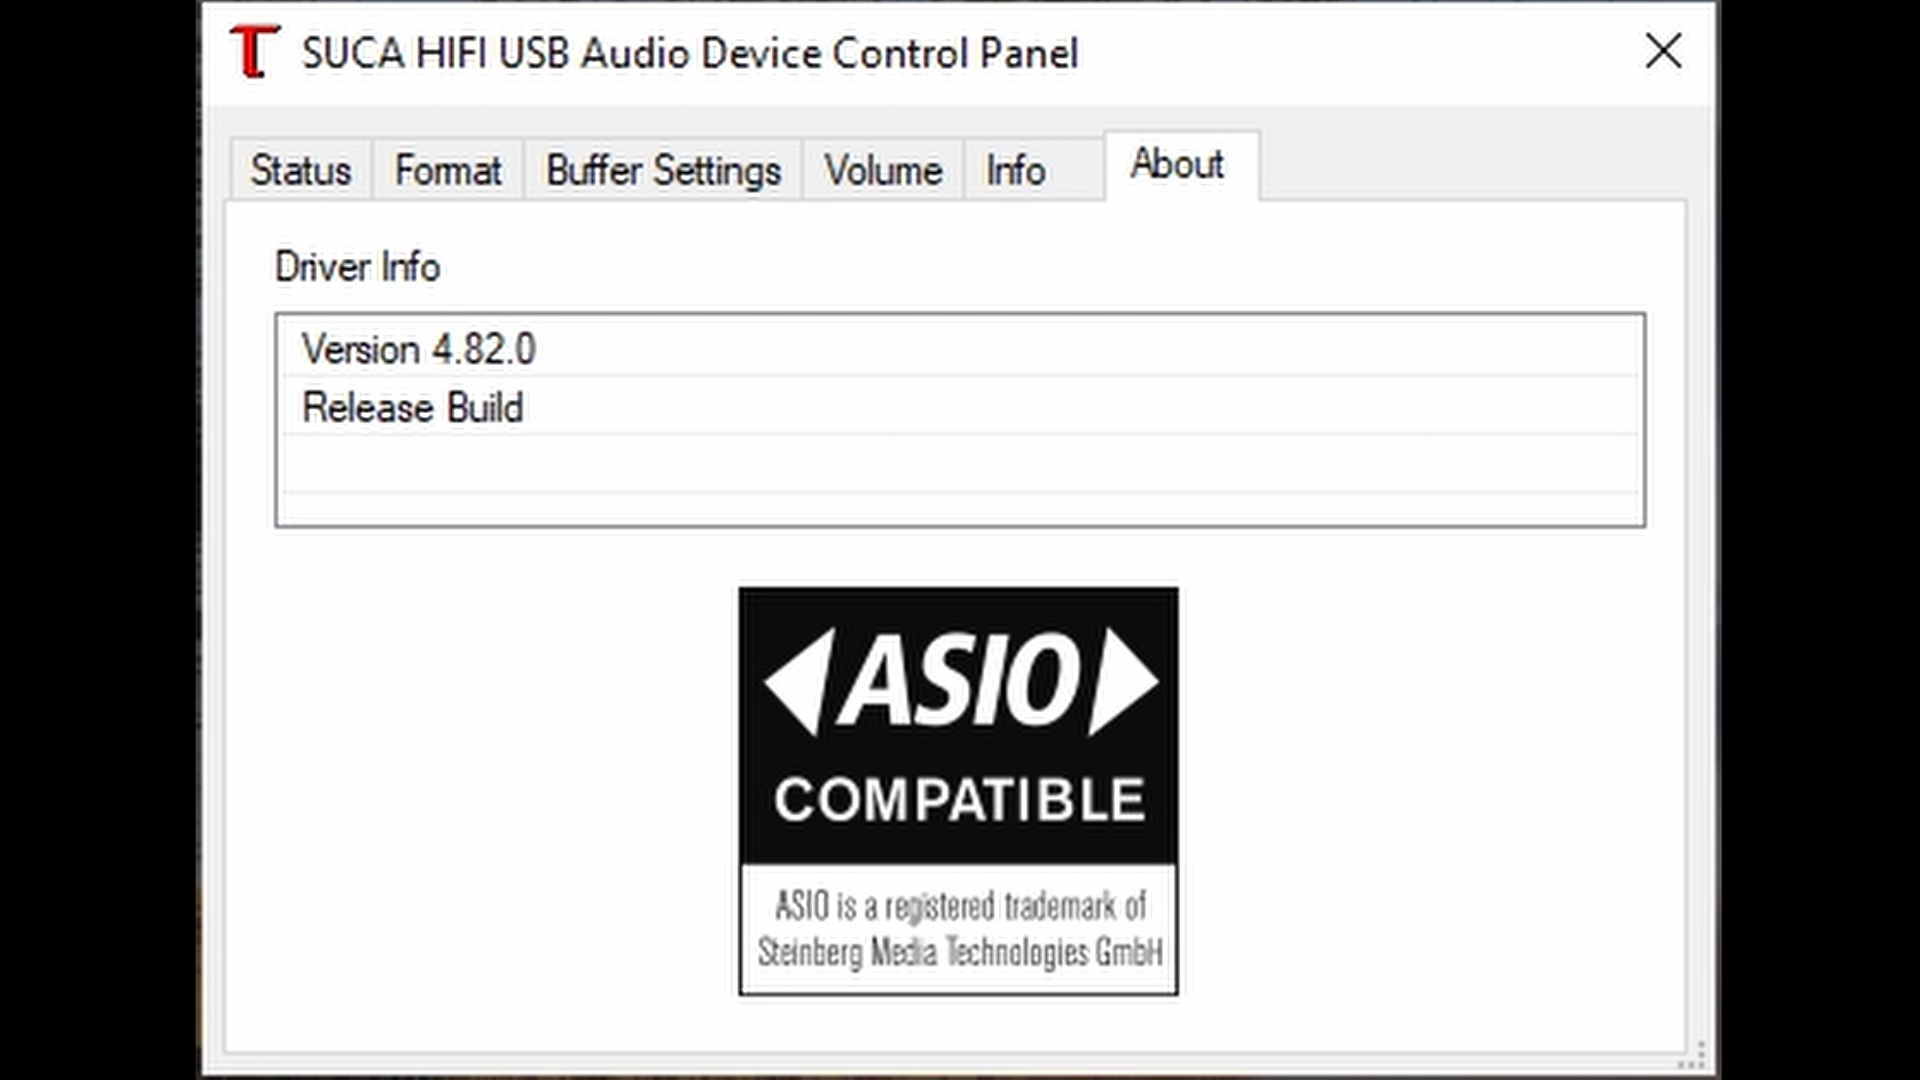 SUCA HIFI USB Audio Device Control Panel
Status Format Buffer Settings Volume Info About
Driver Info
Version 4.82.0
Release Build
ASIO
COMPATIBLE
ASIO is a registered trademark of
Steinberg Media Technologies GmbH